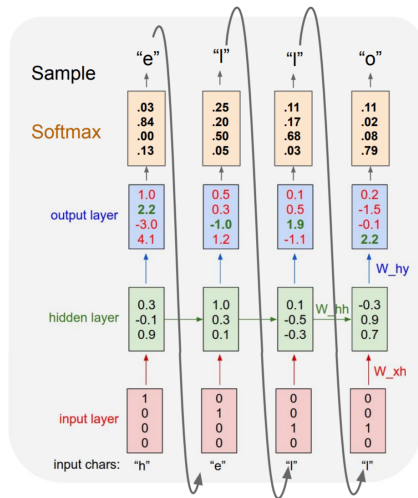 “e” “l” “l” “o”
Sample
.03 .25 .11 .11
.84 .20 .17 .02
.00 .50 .68 .08
.13 .05 .03 .79
Softmax
1.0 0.5 0.1 0.2
2.2 0.3 0.5 -1.5
-3.0 -1.0 1.9 -0.1
4.1 1.2 -1.1 2.2
output layer
W_hy
0.3 1.0 0.1 -0.3
-0.1 0.3 -0.5 0.9
0.9 0.1 -0.3 0.7
hidden layer
W_hh
W_xh
1 0 0 0
0 1 0 0
0 0 1 1
0 0 0 0
input layer
input chars: “h” “e” “l” “l”